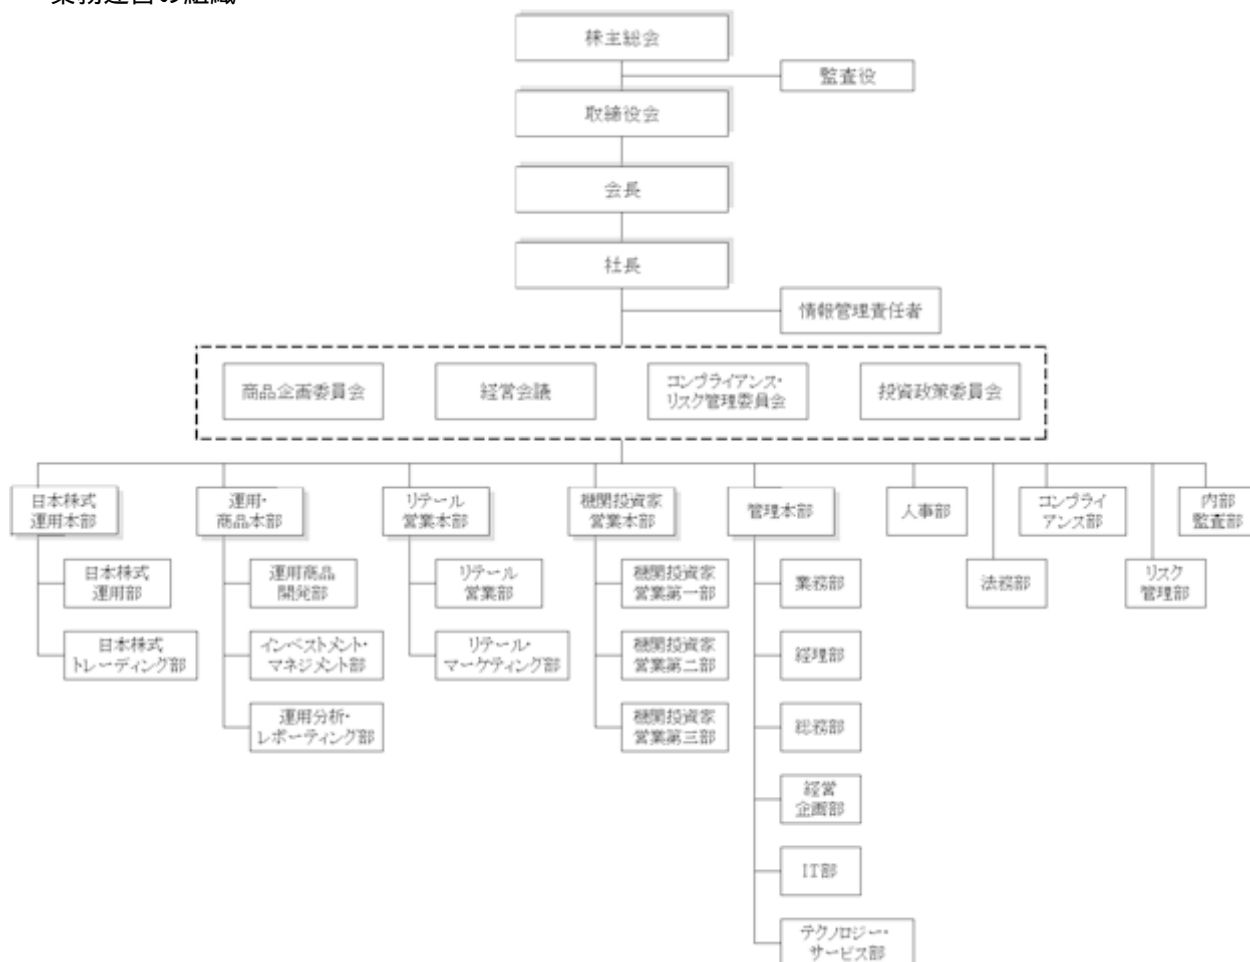 業務運営の組織
株主総会
監査役
取締役会
会長
社長
情報管理責任者
商品企画委員会
経営会議
コンプライアンス・
リスク管理委員会
投資政策委員会
日本株式
運用本部
運用・
商品本部
リテール
営業本部
機関投資家
営業本部
管理本部
人事部
コンプライ
アンス部
内部
監査部
日本株式
運用部
運用商品
開発部
リテール
営業部
機関投資家
営業第一部
業務部
法務部
リスク
管理部
日本株式
トレーディング部
インベストメント・
マネジメント部
リテール・
マーケティング部
機関投資家
営業第二部
経理部
運用分析・
レポーティング部
機関投資家
営業第三部
総務部
経営
企画部
IT部
テクノロジー・
サービス部